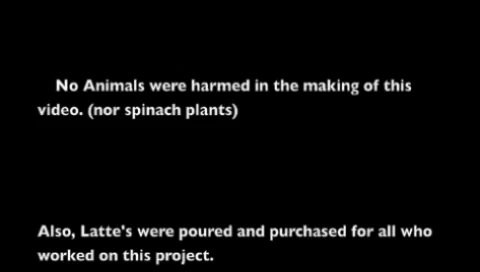 No Animals were harmed in the making of this
video. (nor spinach plants)
Also, Latte's were poured and purchased for all who
worked on this project.